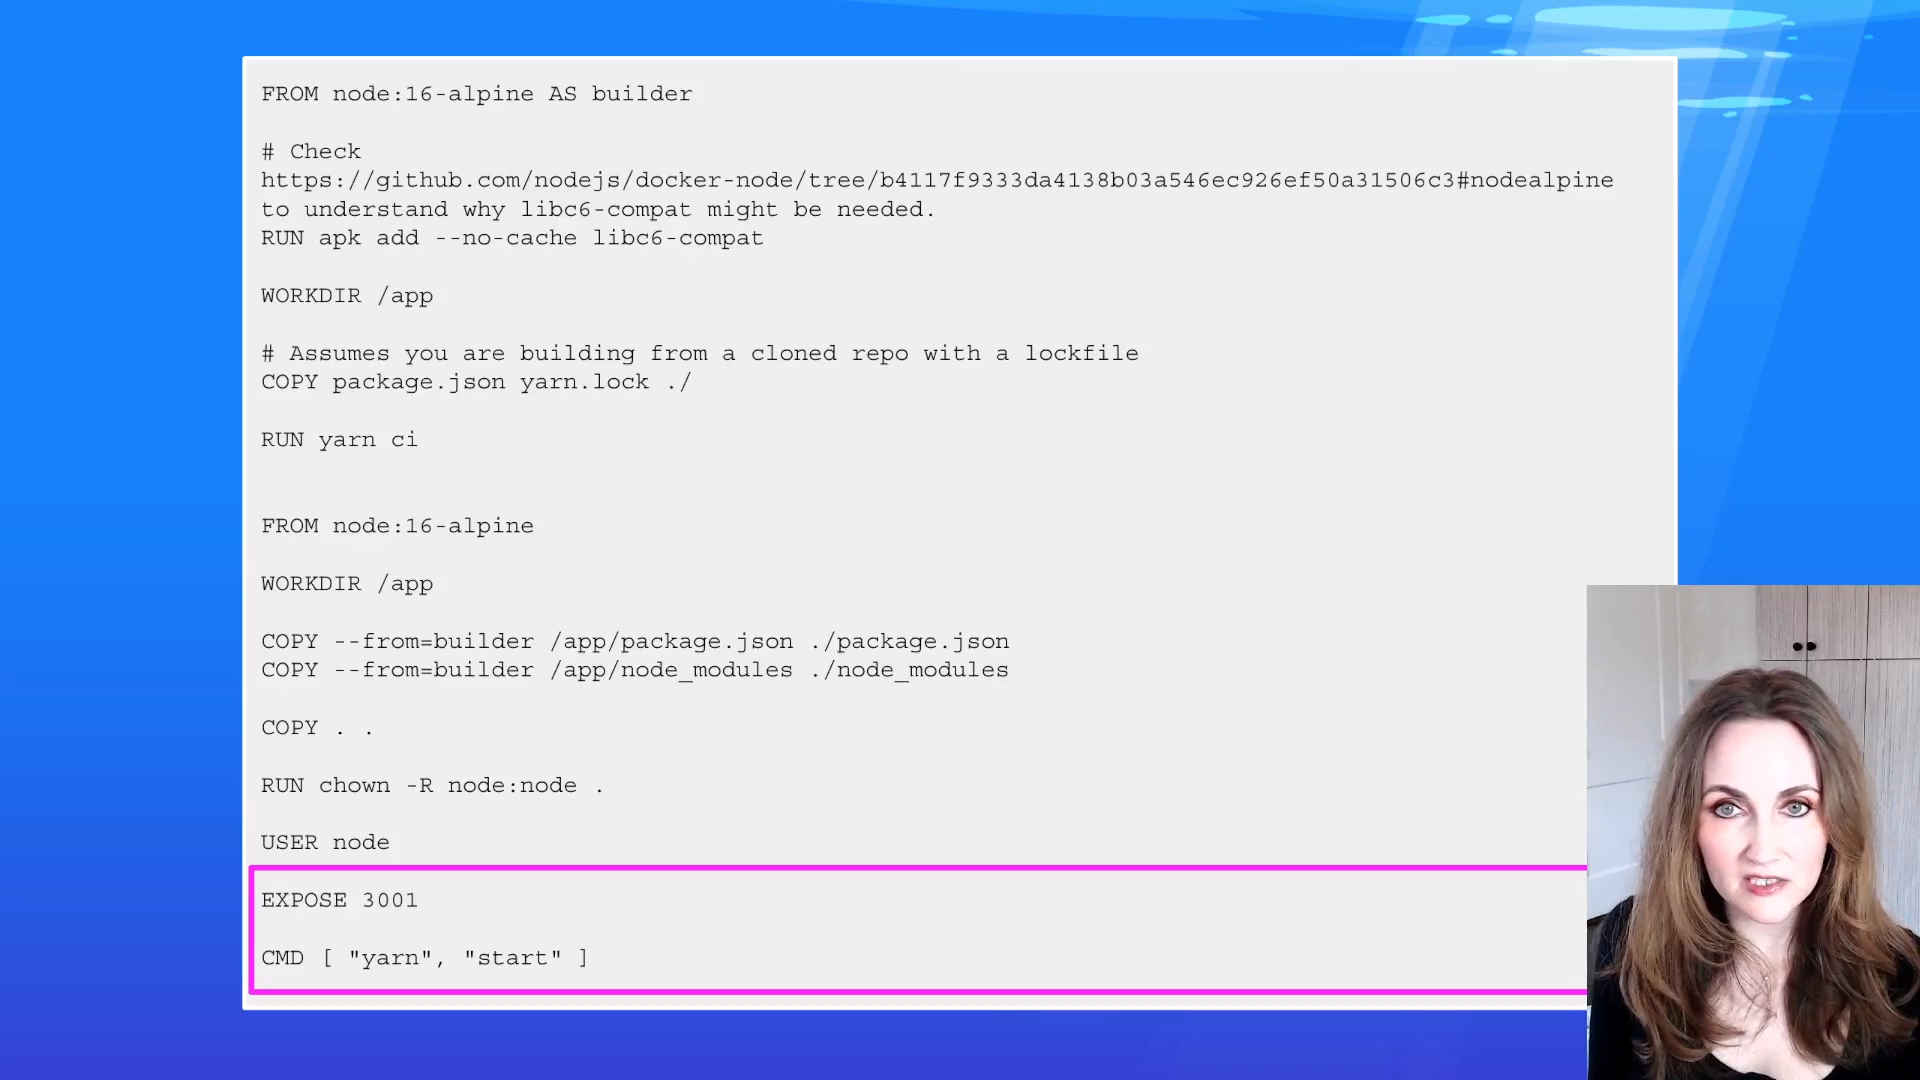 FROM node:16-alpine AS builder
# Check
https://github.com/nodejs/docker-node/tree/b4117f9333da4138b03a546ec926ef50a31506c3#nodealpine
to understand why libc6-compat might be needed.
RUN apk add --no-cache libc6-compat
WORKDIR /app
# Assumes you are building from a cloned repo with a lockfile
COPY package.json yarn.lock ./
RUN yarn ci
FROM node:16-alpine
WORKDIR /app
COPY --from=builder /app/package.json ./package.json
COPY --from=builder /app/node_modules ./node_modules
COPY . .
RUN chown -R node:node .
USER node
EXPOSE 3001
CMD [ "yarn", "start" ]